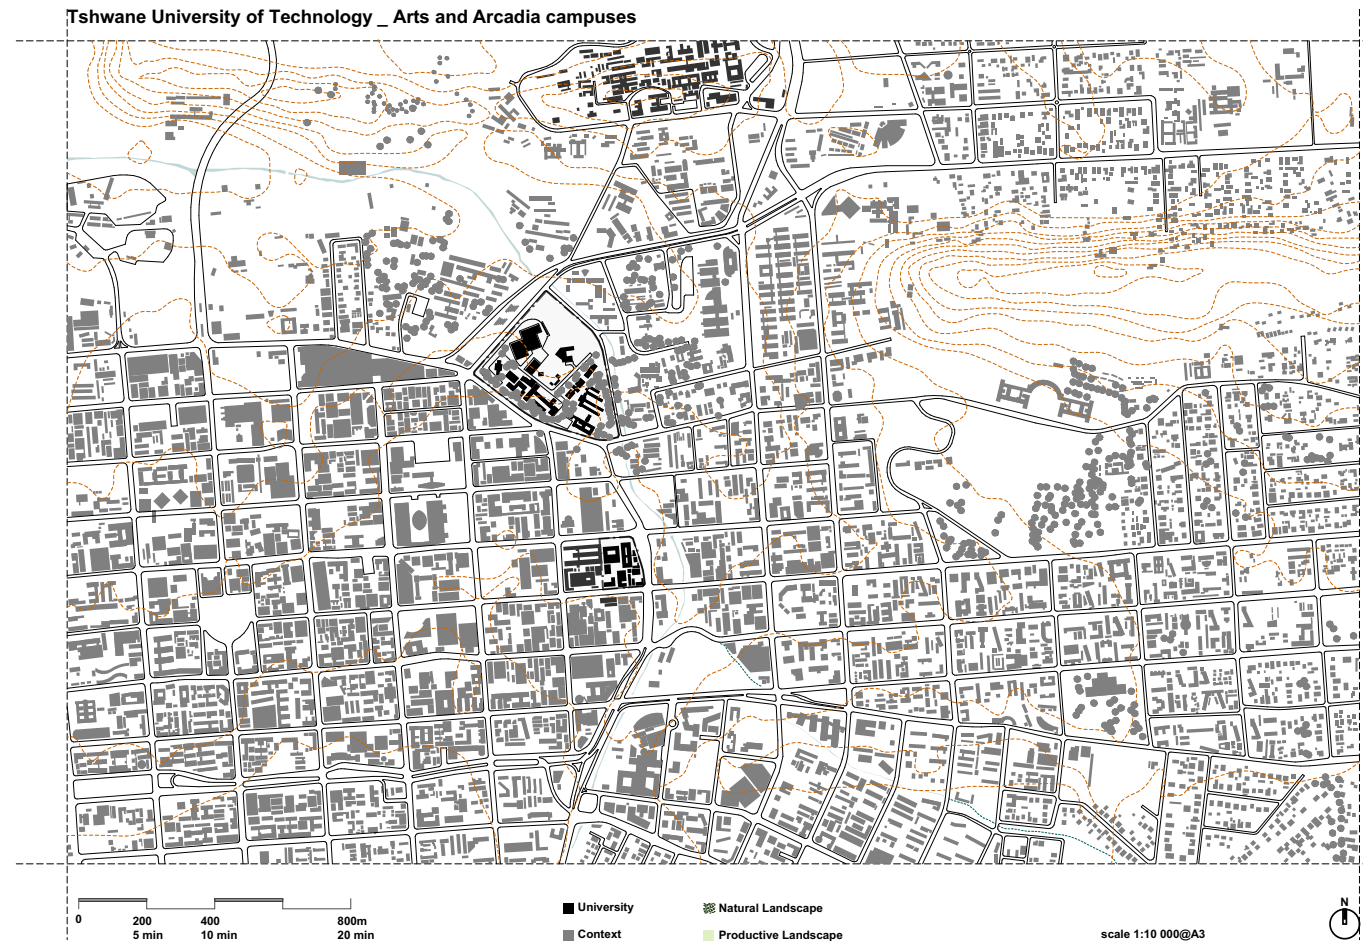 Tshwane University of Technology _ Arts and Arcadia campuses
0 200 400 800m
5 min 10 min 20 min
University
Context
Natural Landscape
Productive Landscape
scale 1:10 000@A3
N